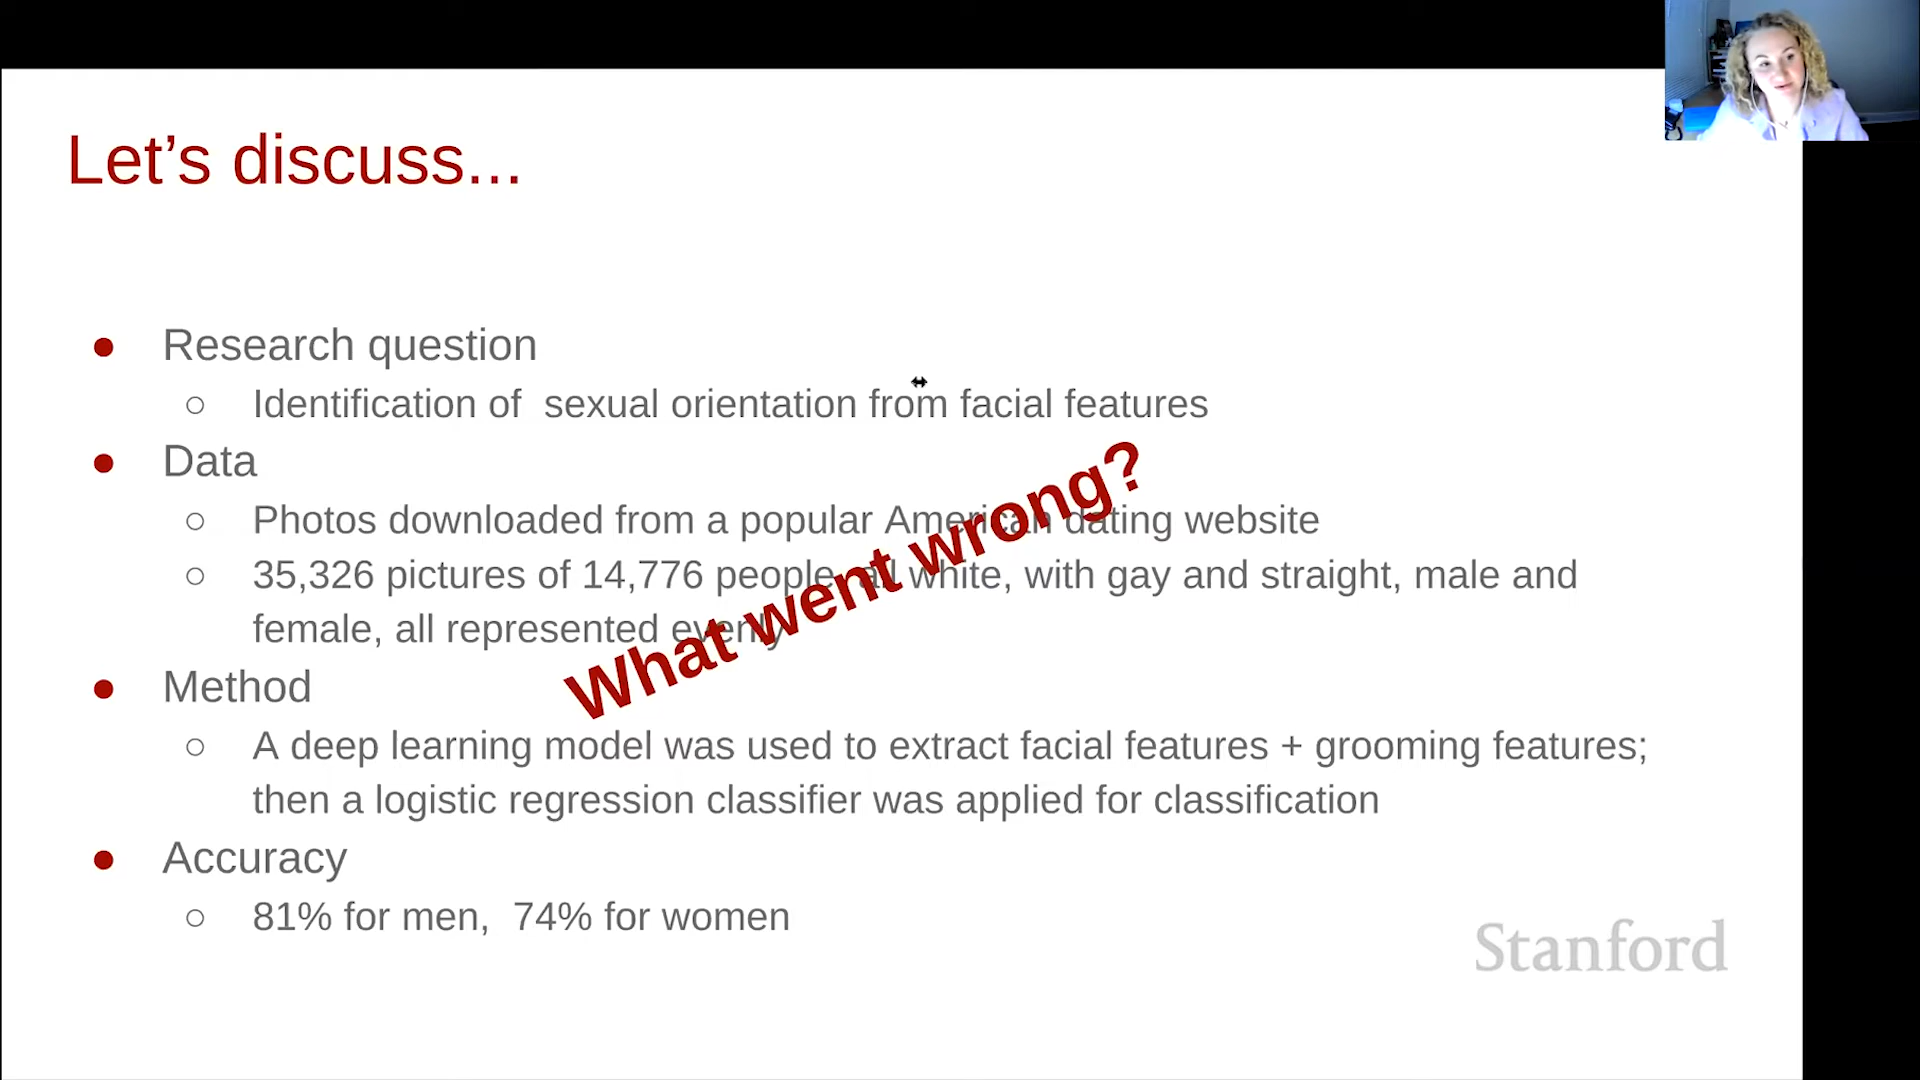 Let’s discuss...
● Research question
○ Identification of sexual orientation from facial features
● Data
○ Photos downloaded from a popular American dating website
○ 35,326 pictures of 14,776 people, all white, with gay and straight, male and
female, all represented evenly
What went wrong?
● Method
○ A deep learning model was used to extract facial features + grooming features;
then a logistic regression classifier was applied for classification
● Accuracy
○ 81% for men, 74% for women
Stanford